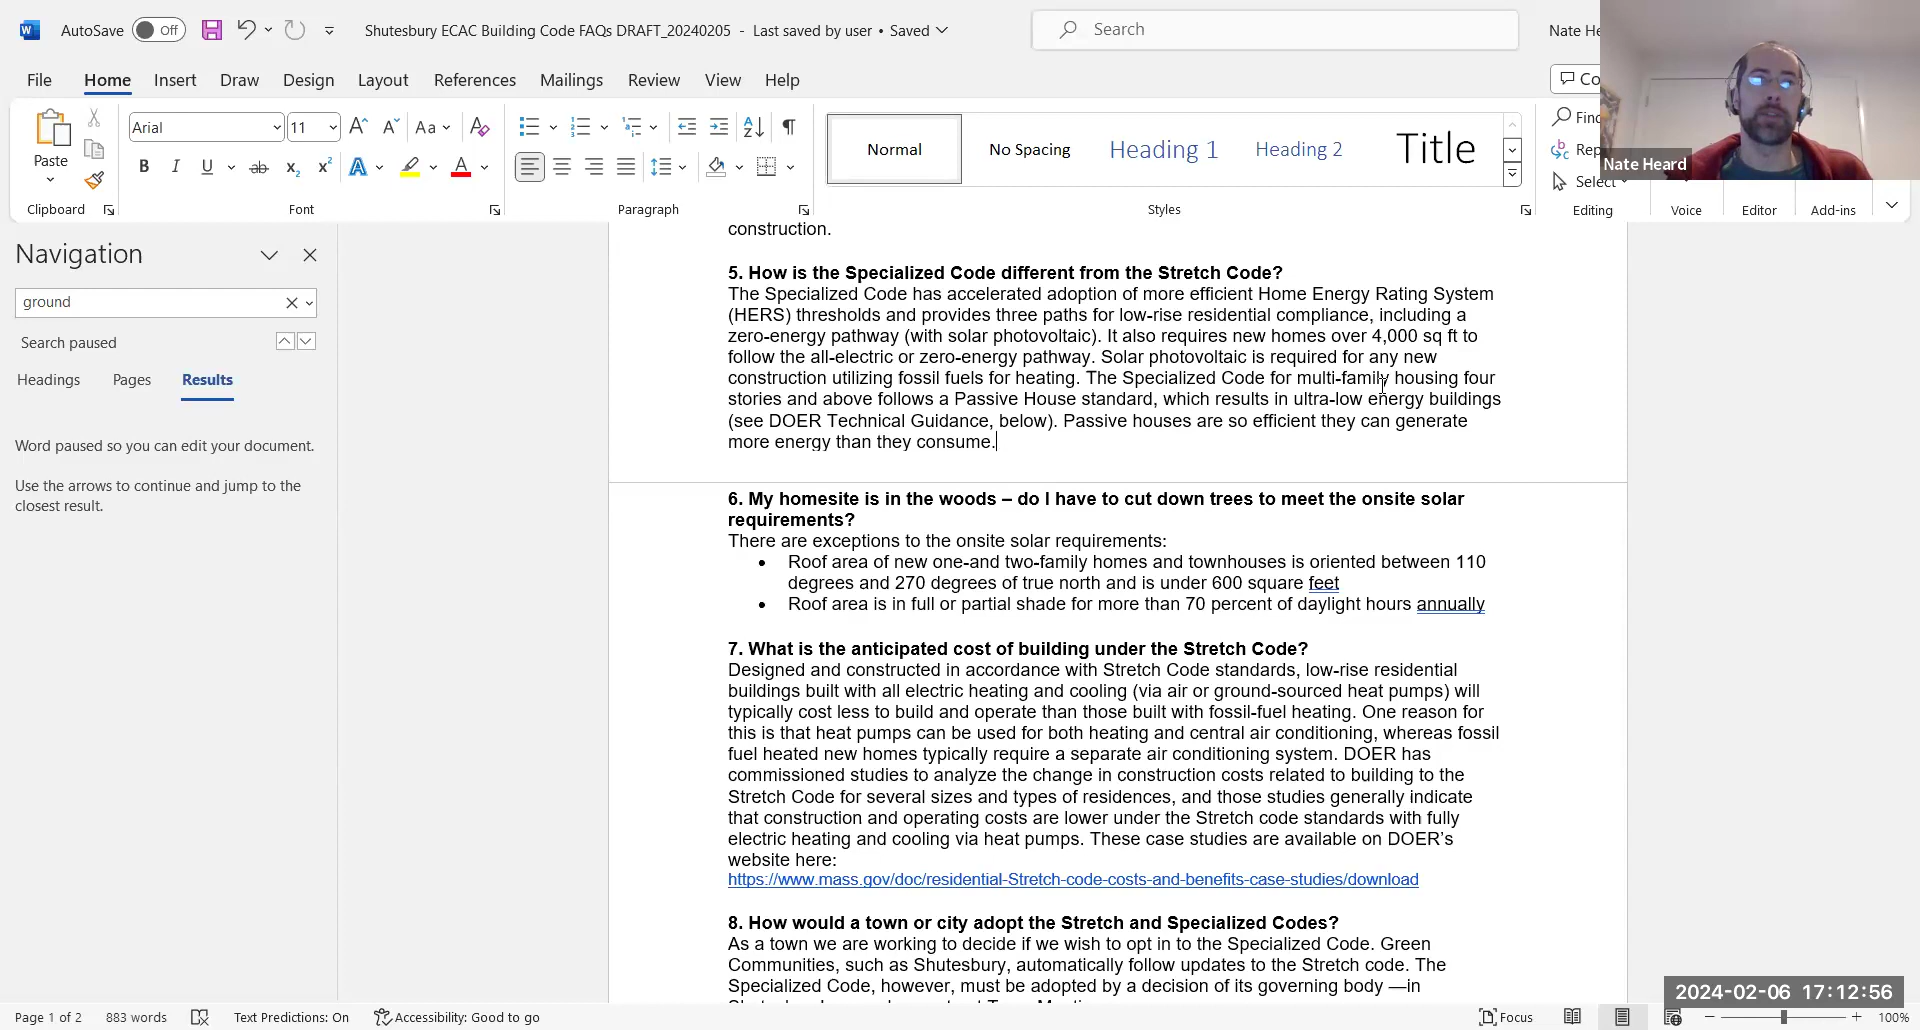 AutoSave Off Shutesbury ECAC Building Code FAQs DRAFT_20240205 - Last saved by user • Saved Search Nate He
File Home Insert Draw Design Layout References Mailings Review View Help Co
Paste Arial 11 Aa Normal No Spacing Heading 1 Heading 2 Title
Nate Heard
Select
Clipboard Font Paragraph Styles Editing Voice Editor Add-ins
Navigation
ground
Search paused
Headings Pages Results
Word paused so you can edit your document.
Use the arrows to continue and jump to the
closest result.
construction.
5. How is the Specialized Code different from the Stretch Code?
The Specialized Code has accelerated adoption of more efficient Home Energy Rating System
(HERS) thresholds and provides three paths for low-rise residential compliance, including a
zero-energy pathway (with solar photovoltaic). It also requires new homes over 4,000 sq ft to
follow the all-electric or zero-energy pathway. Solar photovoltaic is required for any new
construction utilizing fossil fuels for heating. The Specialized Code for multi-family housing four
stories and above follows a Passive House standard, which results in ultra-low energy buildings
(see DOER Technical Guidance, below). Passive houses are so efficient they can generate
more energy than they consume.
6. My homesite is in the woods – do I have to cut down trees to meet the onsite solar
requirements?
There are exceptions to the onsite solar requirements:
• Roof area of new one-and two-family homes and townhouses is oriented between 110
degrees and 270 degrees of true north and is under 600 square feet
• Roof area is in full or partial shade for more than 70 percent of daylight hours annually
7. What is the anticipated cost of building under the Stretch Code?
Designed and constructed in accordance with Stretch Code standards, low-rise residential
buildings built with all electric heating and cooling (via air or ground-sourced heat pumps) will
typically cost less to build and operate than those built with fossil-fuel heating. One reason for
this is that heat pumps can be used for both heating and central air conditioning, whereas fossil
fuel heated new homes typically require a separate air conditioning system. DOER has
commissioned studies to analyze the change in construction costs related to building to the
Stretch Code for several sizes and types of residences, and those studies generally indicate
that construction and operating costs are lower under the Stretch code standards with fully
electric heating and cooling via heat pumps. These case studies are available on DOER’s
website here:
https://www.mass.gov/doc/residential-Stretch-code-costs-and-benefits-case-studies/download
8. How would a town or city adopt the Stretch and Specialized Codes?
As a town we are working to decide if we wish to opt in to the Specialized Code. Green
Communities, such as Shutesbury, automatically follow updates to the Stretch code. The
Specialized Code, however, must be adopted by a decision of its governing body —in
2024-02-06 17:12:56
Page 1 of 2 883 words Text Predictions: On Accessibility: Good to go Focus 100%